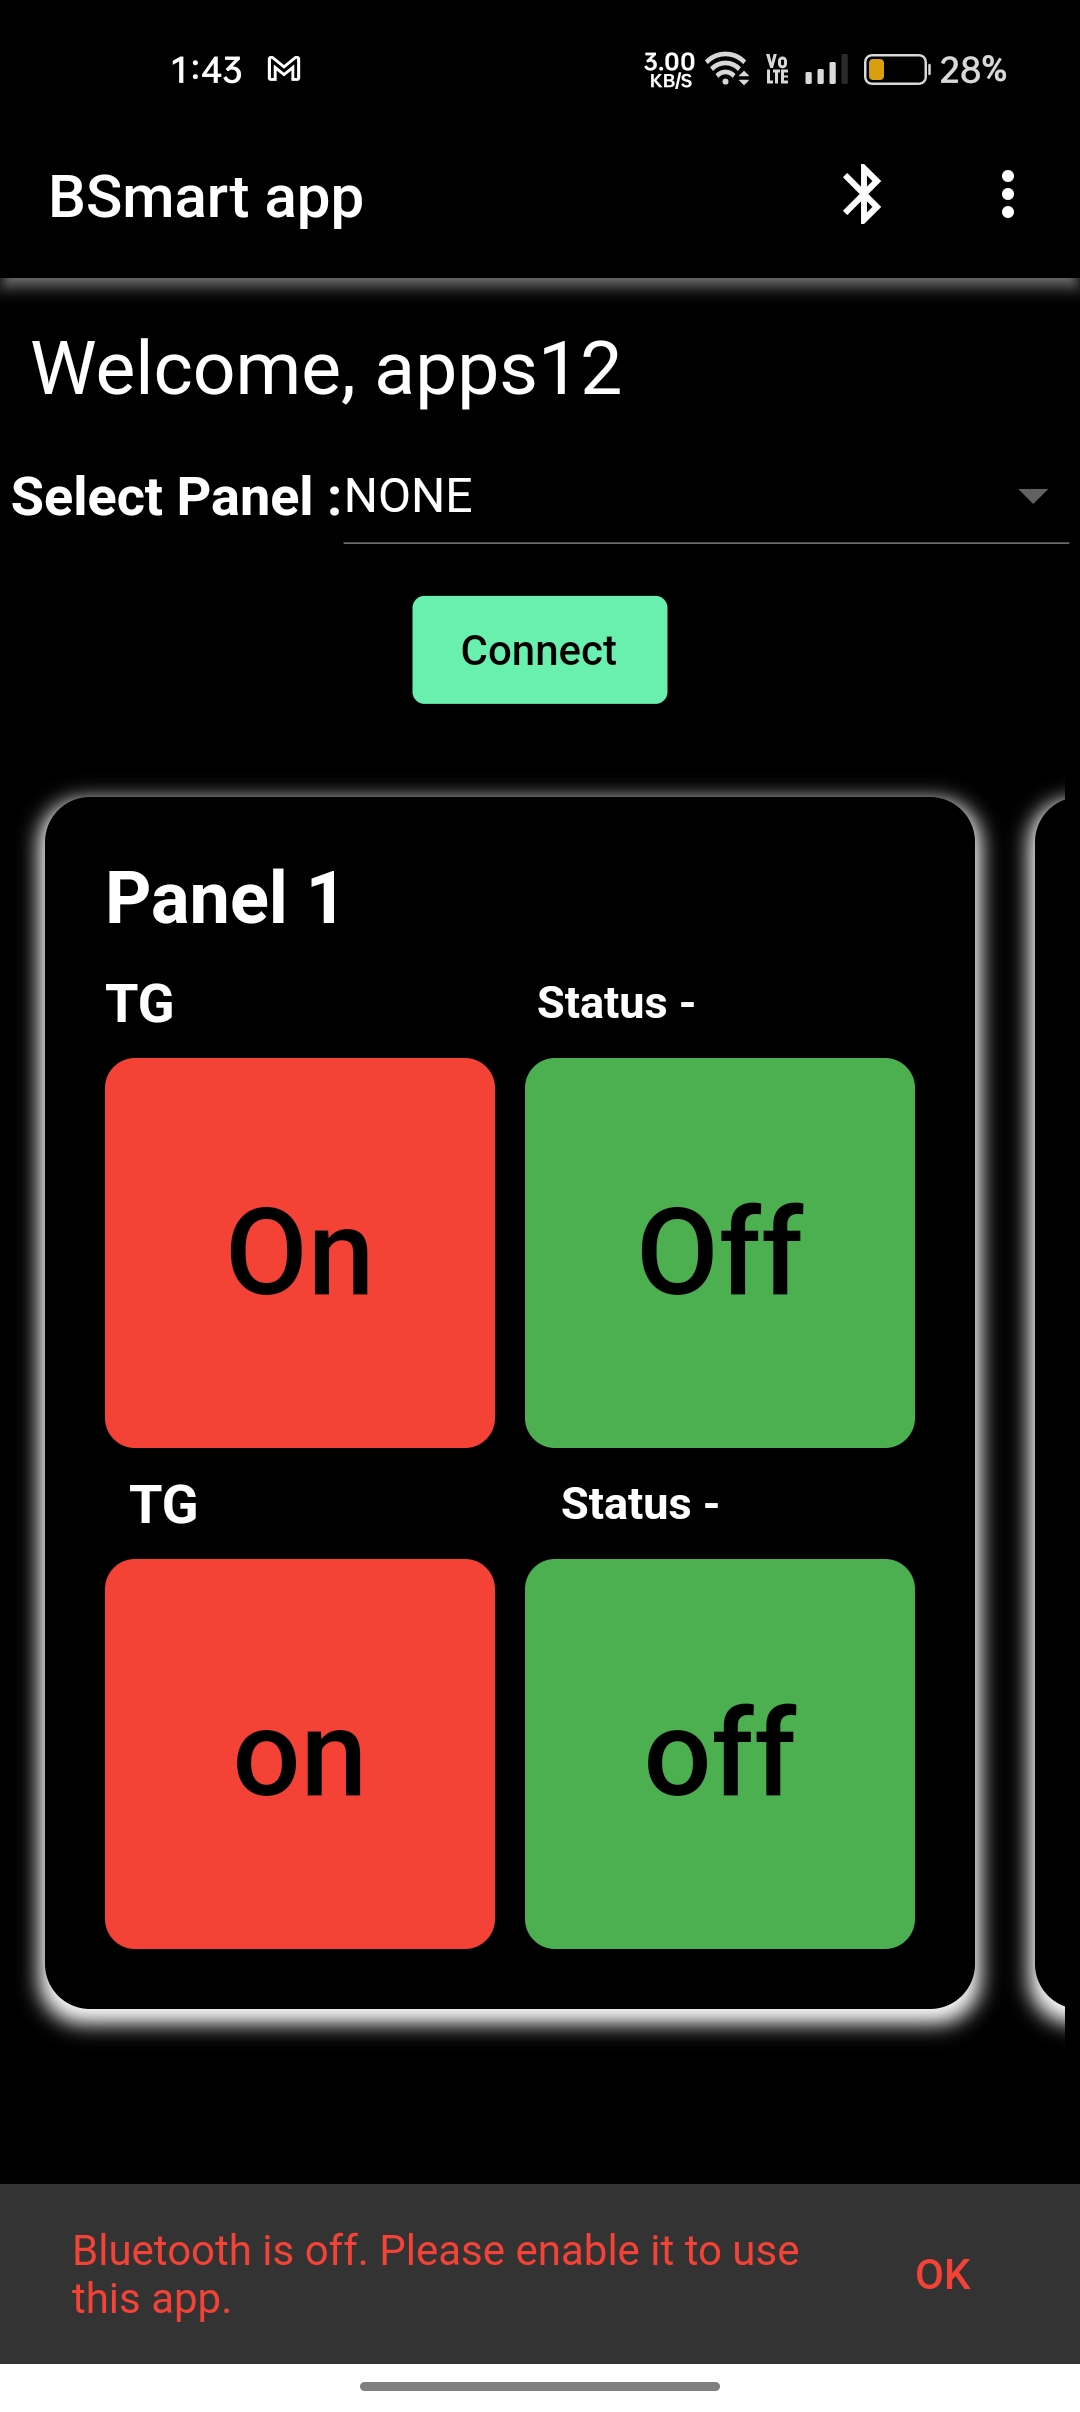 1:43
3.00
KB/S
Vo
LTE
28%
BSmart app
Welcome, apps12
Select Panel :NONE
Connect
Panel 1
TG Status -
On Off
TG Status -
on off
Bluetooth is off. Please enable it to use
this app.
OK